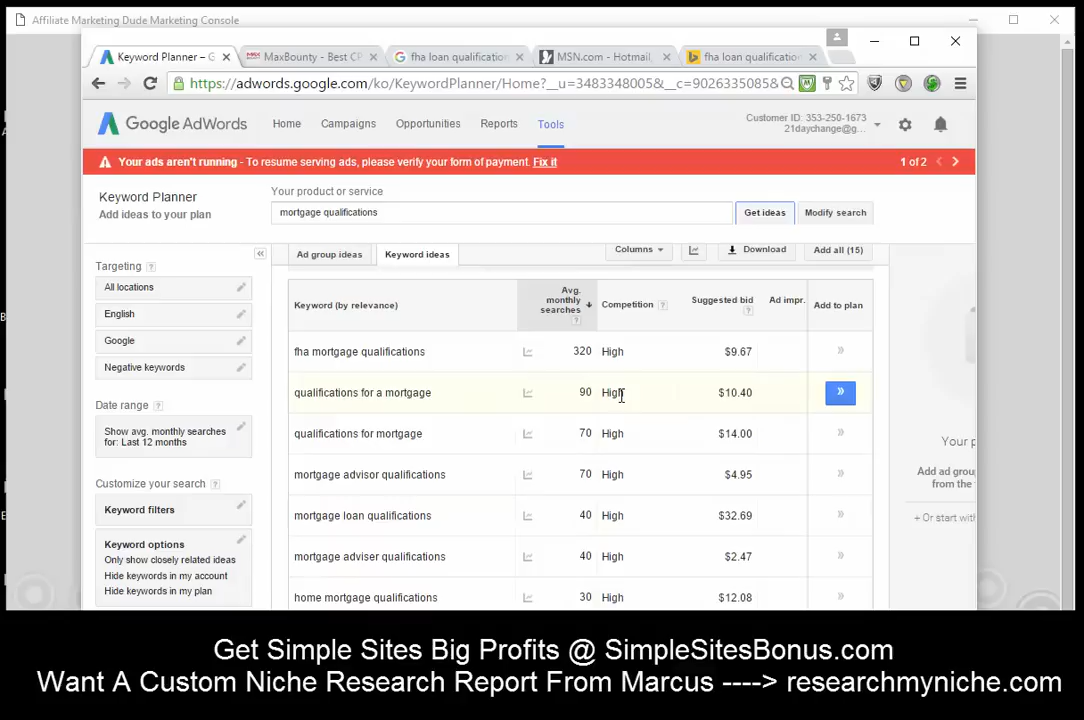 Affiliate Marketing Dude Marketing Console
Keyword Planner – G
MaxBounty - Best CP
fha loan qualification
MSN.com - Hotmail,
fha loan qualification
https://adwords.google.com/ko/KeywordPlanner/Home?__u=3483348005&__c=9026335085&
Google AdWords
Home
Campaigns
Opportunities
Reports
Tools
Customer ID: 353-250-1673
21daychange@g...
Your ads aren't running - To resume serving ads, please verify your form of payment. Fix it
1 of 2
Keyword Planner
Add ideas to your plan
Your product or service
mortgage qualifications
Get ideas
Modify search
Targeting ?
All locations
English
Google
Negative keywords
Date range ?
Show avg. monthly searches
for: Last 12 months
Customize your search ?
Keyword filters
Keyword options
Only show closely related ideas
Hide keywords in my account
Hide keywords in my plan
Ad group ideas
Keyword ideas
Columns
Download
Add all (15)
Keyword (by relevance)
Avg.
monthly
searches
?
Competition ?
Suggested bid
?
Ad impr.
Add to plan
fha mortgage qualifications 320 High $9.67 »
qualifications for a mortgage 90 High $10.40 »
qualifications for mortgage 70 High $14.00 »
mortgage advisor qualifications 70 High $4.95 »
mortgage loan qualifications 40 High $32.69 »
mortgage adviser qualifications 40 High $2.47 »
home mortgage qualifications 30 High $12.08 »
Your p
Add ad grou
from the
+ Or start with
Get Simple Sites Big Profits @ SimpleSitesBonus.com
Want A Custom Niche Research Report From Marcus ----> researchmyniche.com